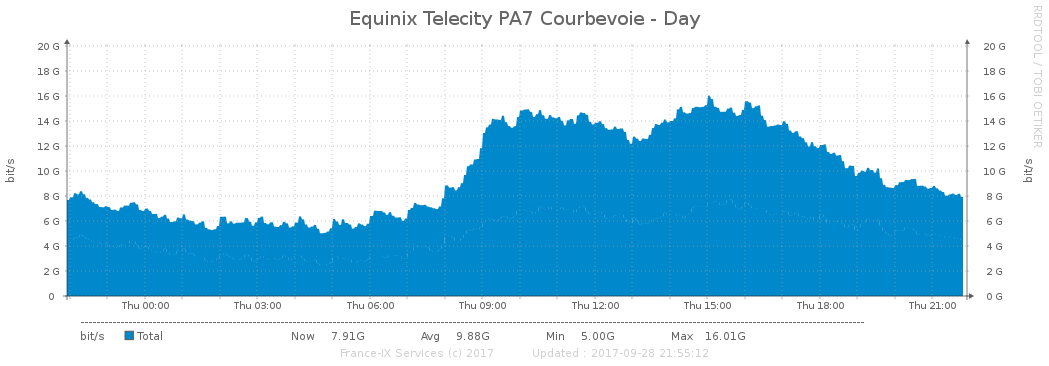 Equinix Telecity PA7 Courbevoie - Day
RRDTOOL / TOBI OETIKER
20 G 20 G
18 G 18 G
16 G 16 G
14 G 14 G
12 G 12 G
10 G 10 G
8 G 8 G
6 G 6 G
4 G 4 G
2 G 2 G
0 0 G
bit/s
bit/s
Thu 00:00 Thu 03:00 Thu 06:00 Thu 09:00 Thu 12:00 Thu 15:00 Thu 18:00 Thu 21:00
bit/s Total Now 7.91G Avg 9.88G Min 5.00G Max 16.01G
France-IX Services (c) 2017 Updated : 2017-09-28 21:55:12